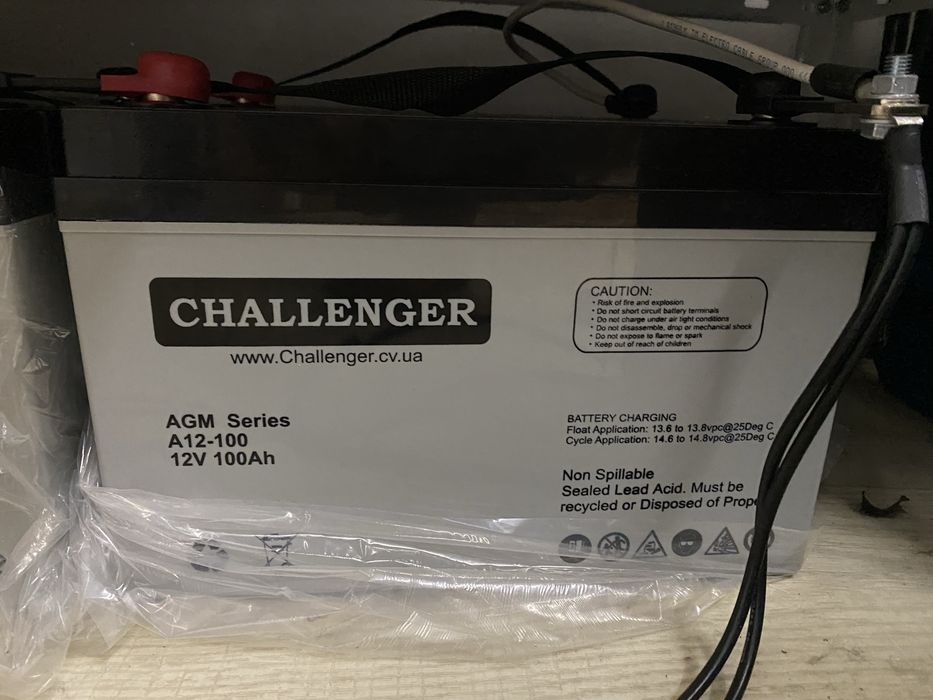 ELECTRO CABLE GROUP
CHALLENGER
www.Challenger.cv.ua
CAUTION:
• Risk of fire and explosion
• Do not short circuit battery terminals
• Do not charge under air tight conditions
• Do not disassemble, drop or mechanical shock
• Do not expose to flame or spark
• Keep out of reach of children
AGM Series
A12-100
12V 100Ah
BATTERY CHARGING
Float Application: 13.6 to 13.8vpc@25Deg C
Cycle Application: 14.6 to 14.8vpc@25Deg C
Non Spillable
Sealed Lead Acid. Must be
recycled or Disposed of Prope